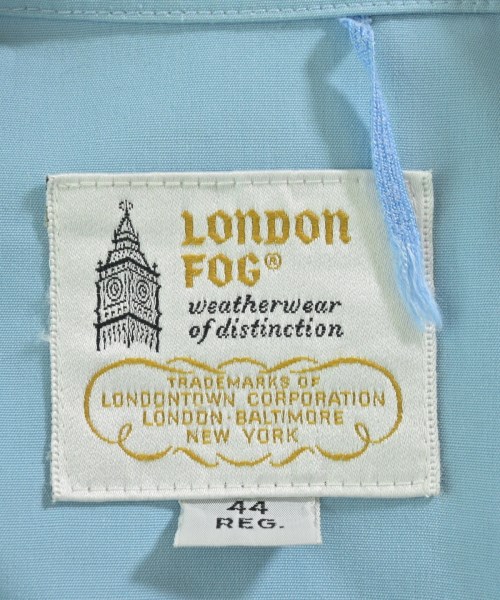 LONDON
FOG®
weatherwear
of distinction
TRADEMARKS OF
LONDONTOWN CORPORATION
LONDON·BALTIMORE
NEW YORK
44
REG.